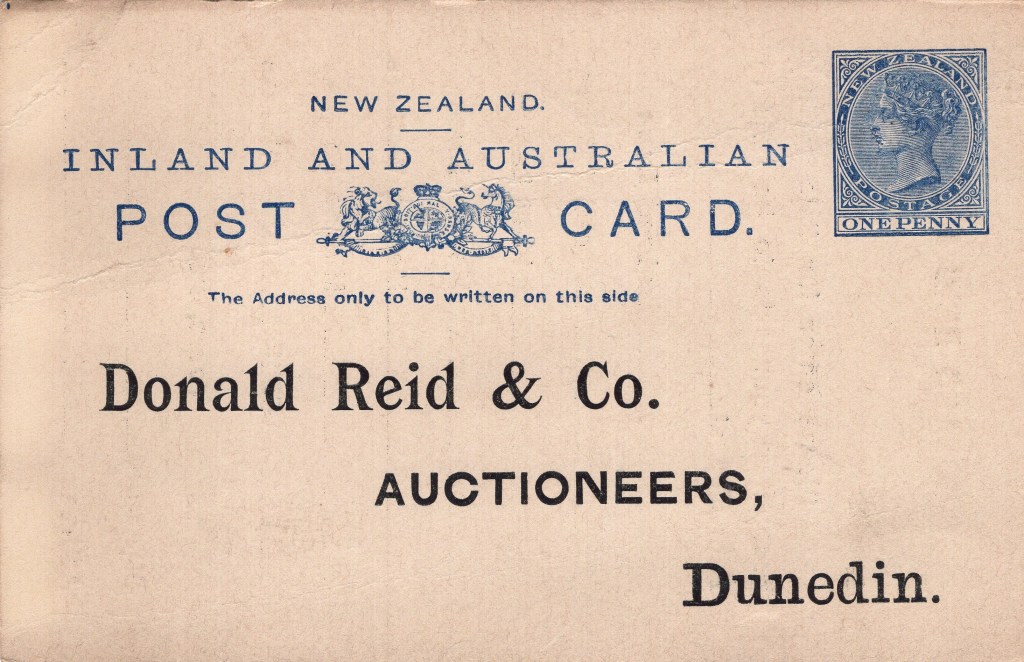 NEW ZEALAND.
INLAND AND AUSTRALIAN
POST CARD.
The Address only to be written on this side
NEW ZEALAND
POSTAGE
ONE PENNY
Donald Reid & Co.
AUCTIONEERS,
Dunedin.